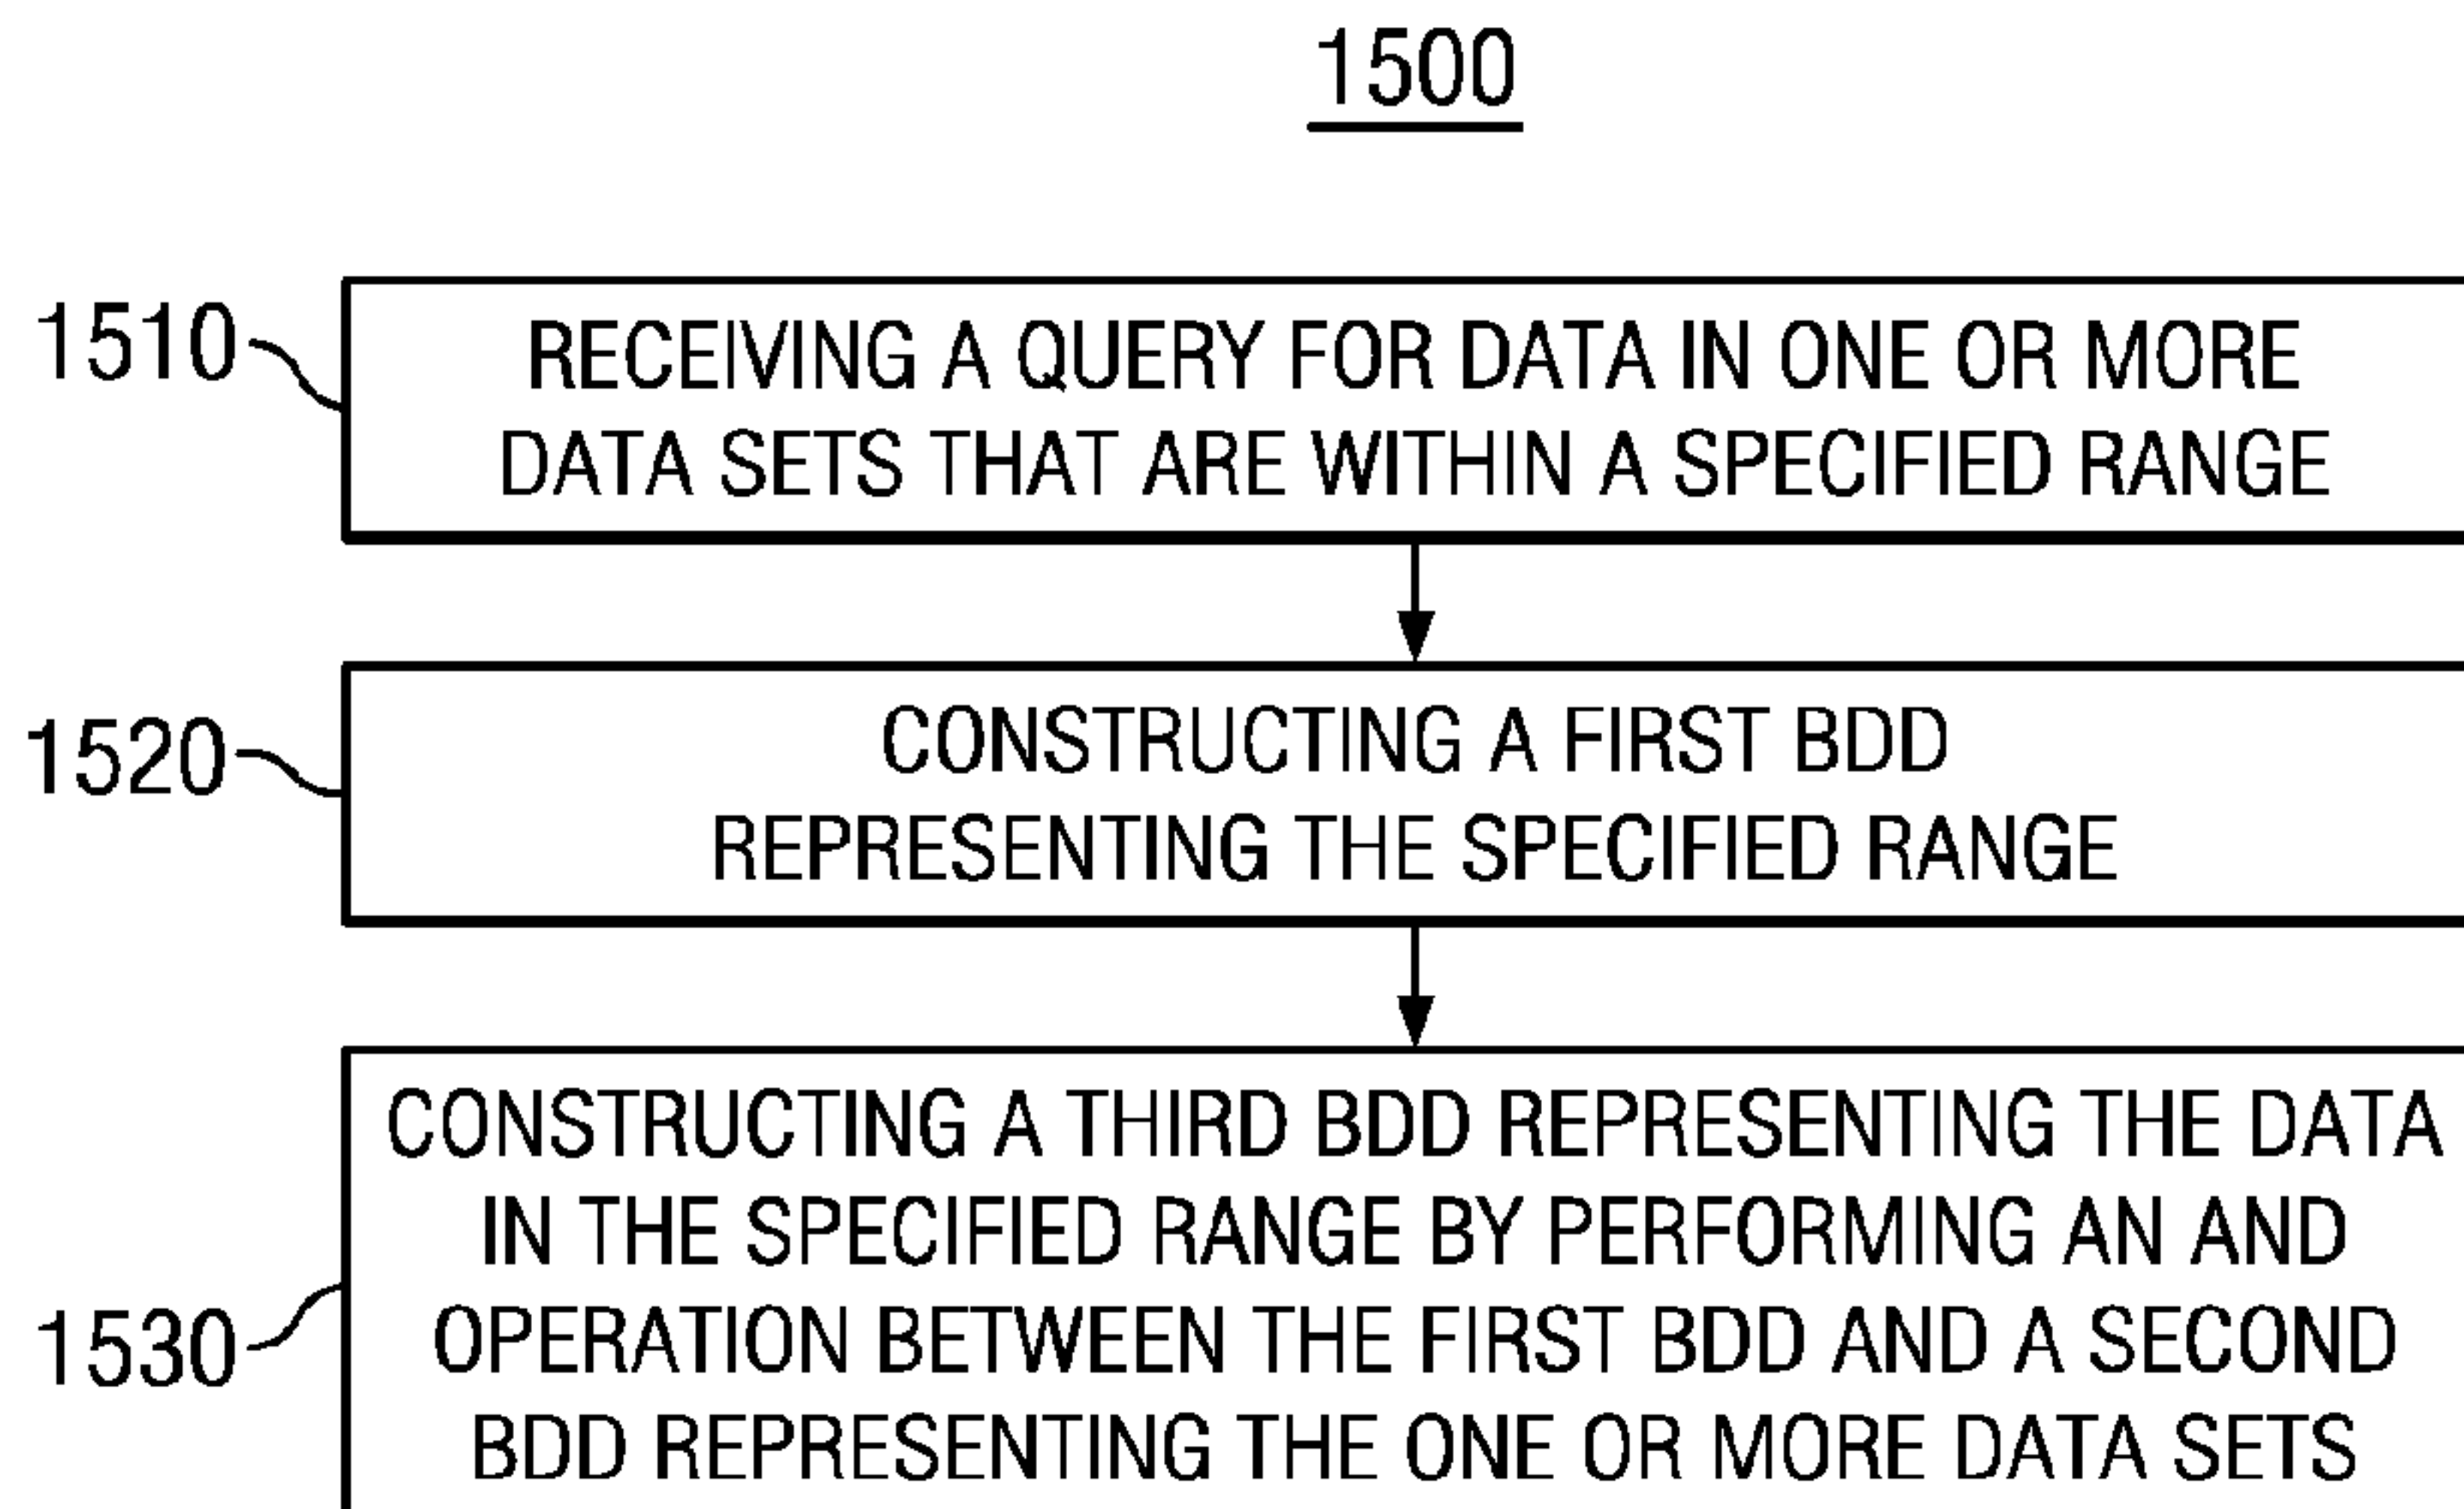 1500
1510
RECEIVING A QUERY FOR DATA IN ONE OR MORE
DATA SETS THAT ARE WITHIN A SPECIFIED RANGE
1520
CONSTRUCTING A FIRST BDD
REPRESENTING THE SPECIFIED RANGE
1530
CONSTRUCTING A THIRD BDD REPRESENTING THE DATA
IN THE SPECIFIED RANGE BY PERFORMING AN AND
OPERATION BETWEEN THE FIRST BDD AND A SECOND
BDD REPRESENTING THE ONE OR MORE DATA SETS